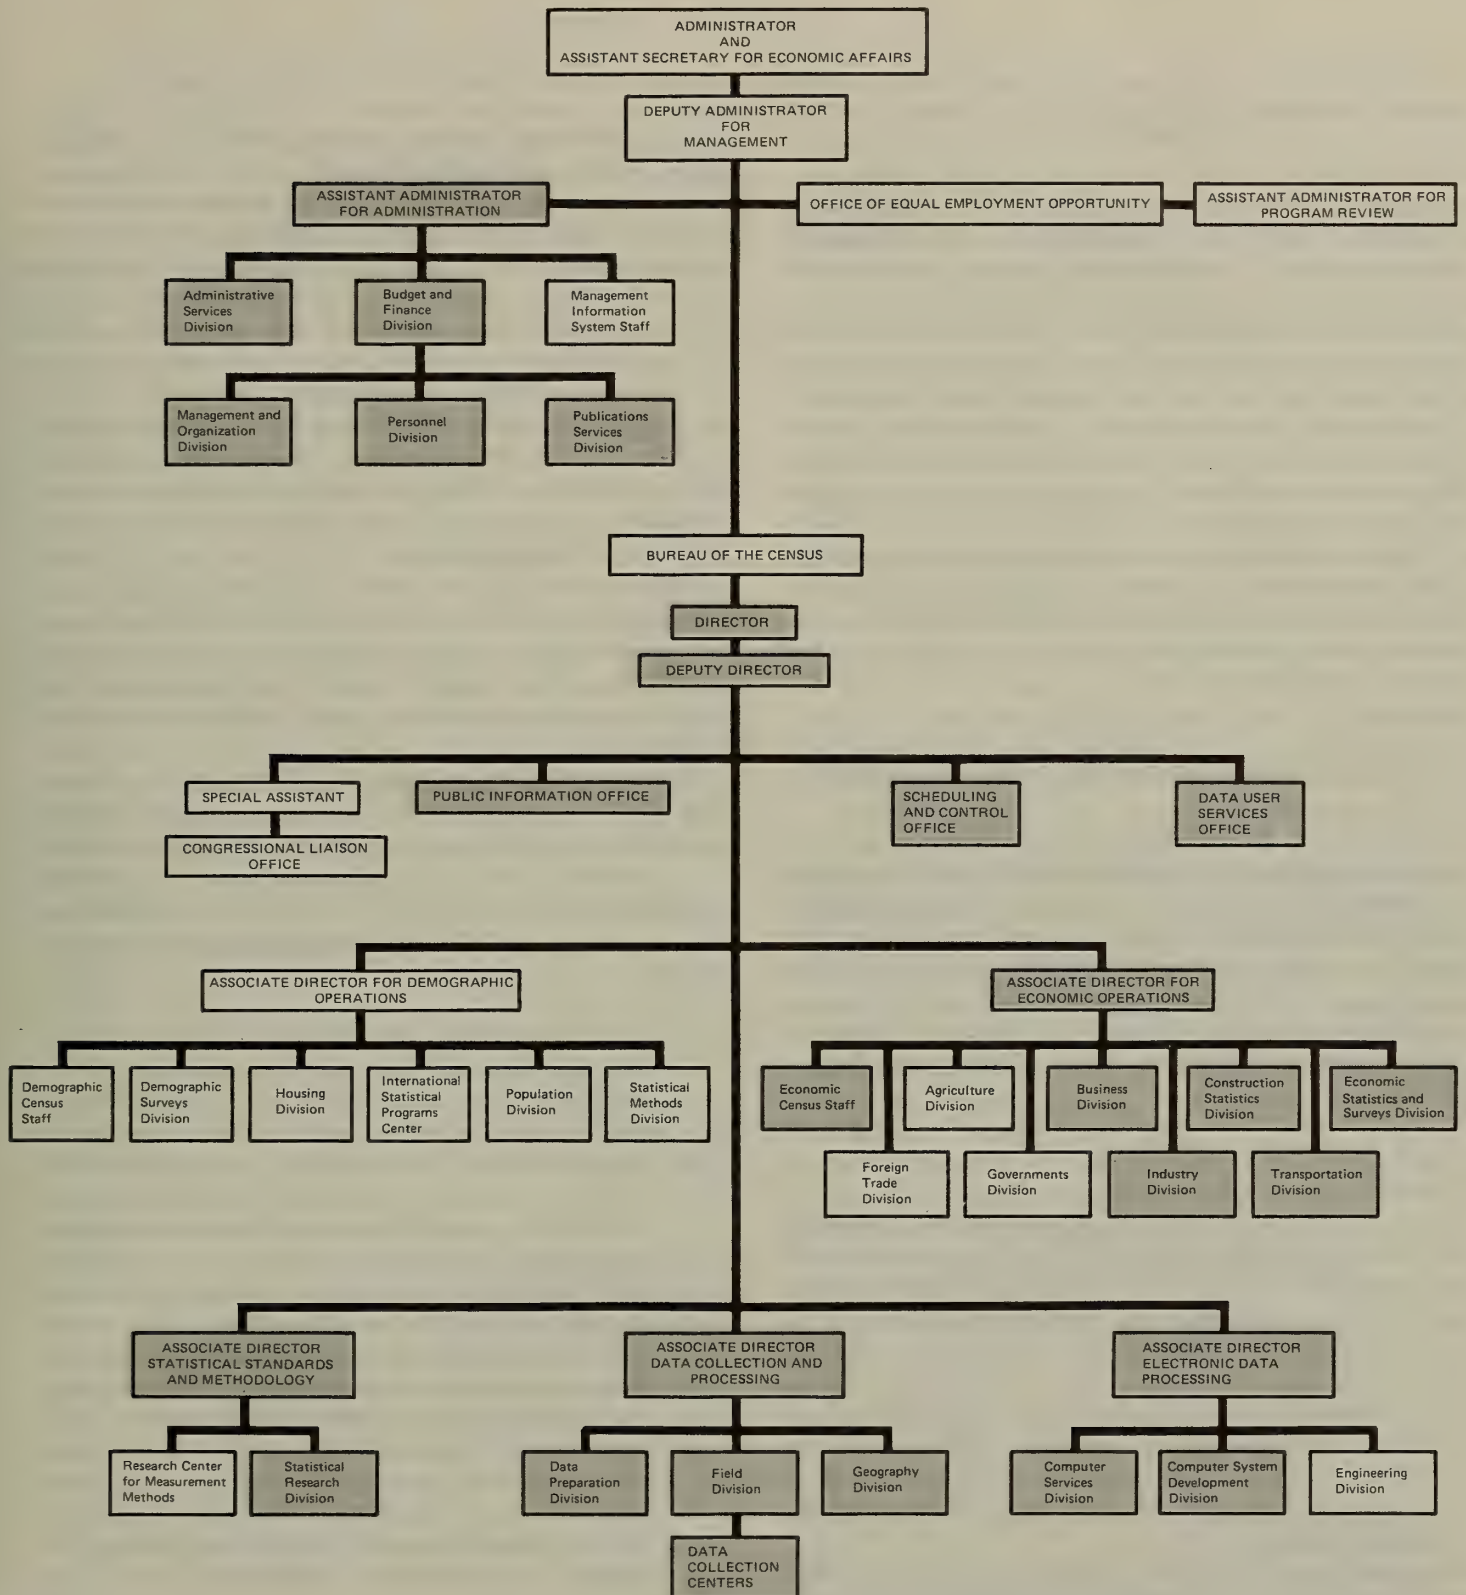 ADMINISTRATOR
AND
ASSISTANT SECRETARY FOR ECONOMIC AFFAIRS
DEPUTY ADMINISTRATOR
FOR
MANAGEMENT
ASSISTANT ADMINISTRATOR
FOR ADMINISTRATION
OFFICE OF EQUAL EMPLOYMENT OPPORTUNITY
ASSISTANT ADMINISTRATOR FOR
PROGRAM REVIEW
Administrative
Services
Division
Budget and
Finance
Division
Management
Information
System Staff
Management and
Organization
Division
Personnel
Division
Publications
Services
Division
BUREAU OF THE CENSUS
DIRECTOR
DEPUTY DIRECTOR
SPECIAL ASSISTANT
CONGRESSIONAL LIAISON
OFFICE
PUBLIC INFORMATION OFFICE
SCHEDULING
AND CONTROL
OFFICE
DATA USER
SERVICES
OFFICE
ASSOCIATE DIRECTOR FOR DEMOGRAPHIC
OPERATIONS
ASSOCIATE DIRECTOR FOR
ECONOMIC OPERATIONS
Demographic
Census
Staff
Demographic
Surveys
Division
Housing
Division
International
Statistical
Programs
Center
Population
Division
Statistical
Methods
Division
Economic
Census Staff
Agriculture
Division
Business
Division
Construction
Statistics
Division
Economic
Statistics and
Surveys Division
Foreign
Trade
Division
Governments
Division
Industry
Division
Transportation
Division
ASSOCIATE DIRECTOR
STATISTICAL STANDARDS
AND METHODOLOGY
ASSOCIATE DIRECTOR
DATA COLLECTION AND
PROCESSING
ASSOCIATE DIRECTOR
ELECTRONIC DATA
PROCESSING
Research Center
for Measurement
Methods
Statistical
Research
Division
Data
Preparation
Division
Field
Division
Geography
Division
Computer
Services
Division
Computer System
Development
Division
Engineering
Division
DATA
COLLECTION
CENTERS